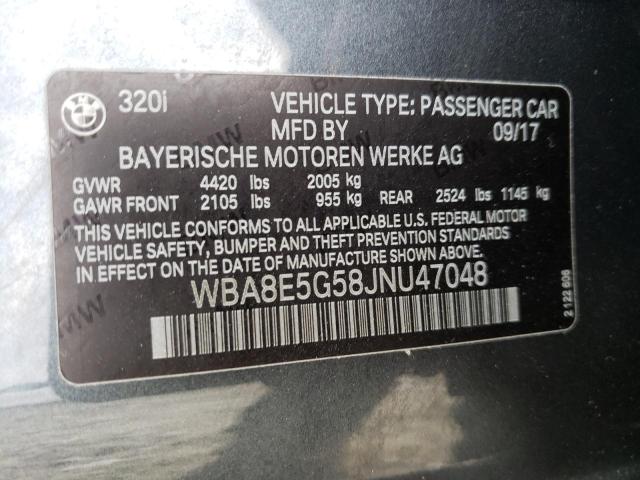 BMW 320i VEHICLE TYPE: PASSENGER CAR
MFD BY 09/17
BAYERISCHE MOTOREN WERKE AG
GVWR 4420 lbs 2005 kg
GAWR FRONT 2105 lbs 955 kg REAR 2524 lbs 1145 kg
THIS VEHICLE CONFORMS TO ALL APPLICABLE U.S. FEDERAL MOTOR
VEHICLE SAFETY, BUMPER AND THEFT PREVENTION STANDARDS
IN EFFECT ON THE DATE OF MANUFACTURE SHOWN ABOVE.
WBA8E5G58JNU47048
2 122 606